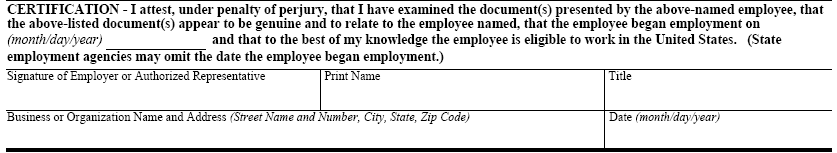 CERTIFICATION - I attest, under penalty of perjury, that I have examined the document(s) presented by the above-named employee, that
the above-listed document(s) appear to be genuine and to relate to the employee named, that the employee began employment on
(month/day/year) and that to the best of my knowledge the employee is eligible to work in the United States. (State
employment agencies may omit the date the employee began employment.)
Signature of Employer or Authorized Representative Print Name Title
Business or Organization Name and Address (Street Name and Number, City, State, Zip Code) Date (month/day/year)